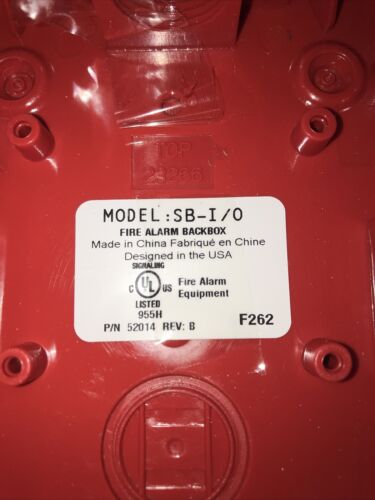 TOP
29286
MODEL:SB-I/O
FIRE ALARM BACKBOX
Made in China Fabriqué en Chine
Designed in the USA
SIGNALING
C UL US Fire Alarm
Equipment
LISTED
955H
P/N 52014 REV: B F262